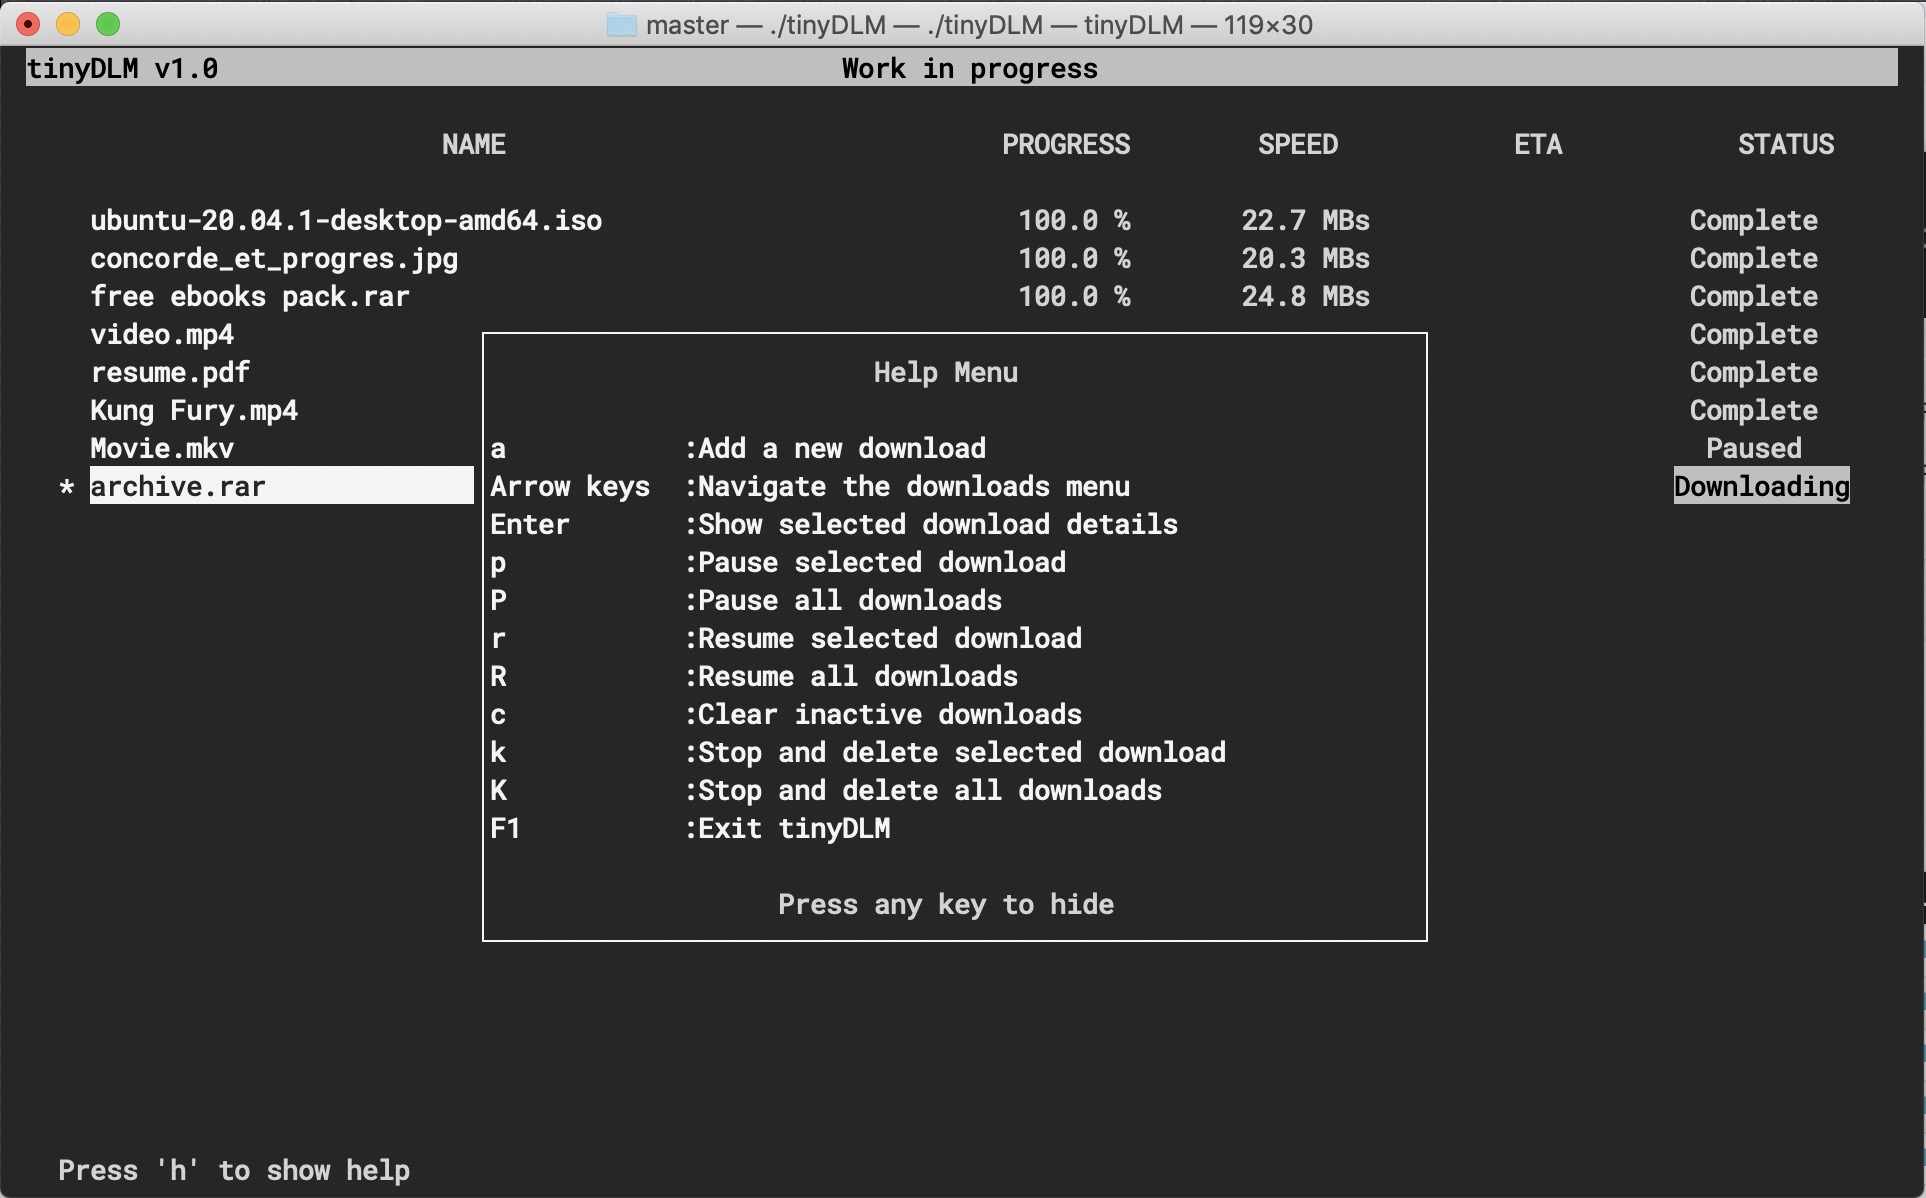 master — ./tinyDLM — ./tinyDLM — tinyDLM — 119×30
tinyDLM v1.0 Work in progress
NAME PROGRESS SPEED ETA STATUS
ubuntu-20.04.1-desktop-amd64.iso 100.0 % 22.7 MBs Complete
concorde_et_progres.jpg 100.0 % 20.3 MBs Complete
free ebooks pack.rar 100.0 % 24.8 MBs Complete
video.mp4 Complete
resume.pdf Complete
Kung Fury.mp4 Complete
Movie.mkv Paused
* archive.rar Downloading
Help Menu
a :Add a new download
Arrow keys :Navigate the downloads menu
Enter :Show selected download details
p :Pause selected download
P :Pause all downloads
r :Resume selected download
R :Resume all downloads
c :Clear inactive downloads
k :Stop and delete selected download
K :Stop and delete all downloads
F1 :Exit tinyDLM
Press any key to hide
Press 'h' to show help